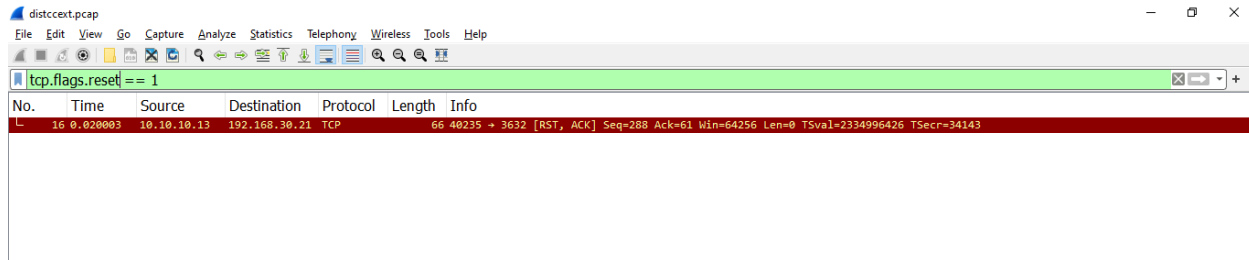 distccext.pcap
File Edit View Go Capture Analyze Statistics Telephony Wireless Tools Help
tcp.flags.reset == 1
No. Time Source Destination Protocol Length Info
16 0.020003 10.10.10.13 192.168.30.21 TCP 66 40235 → 3632 [RST, ACK] Seq=288 Ack=61 Win=64256 Len=0 TSval=2334996426 TSecr=34143